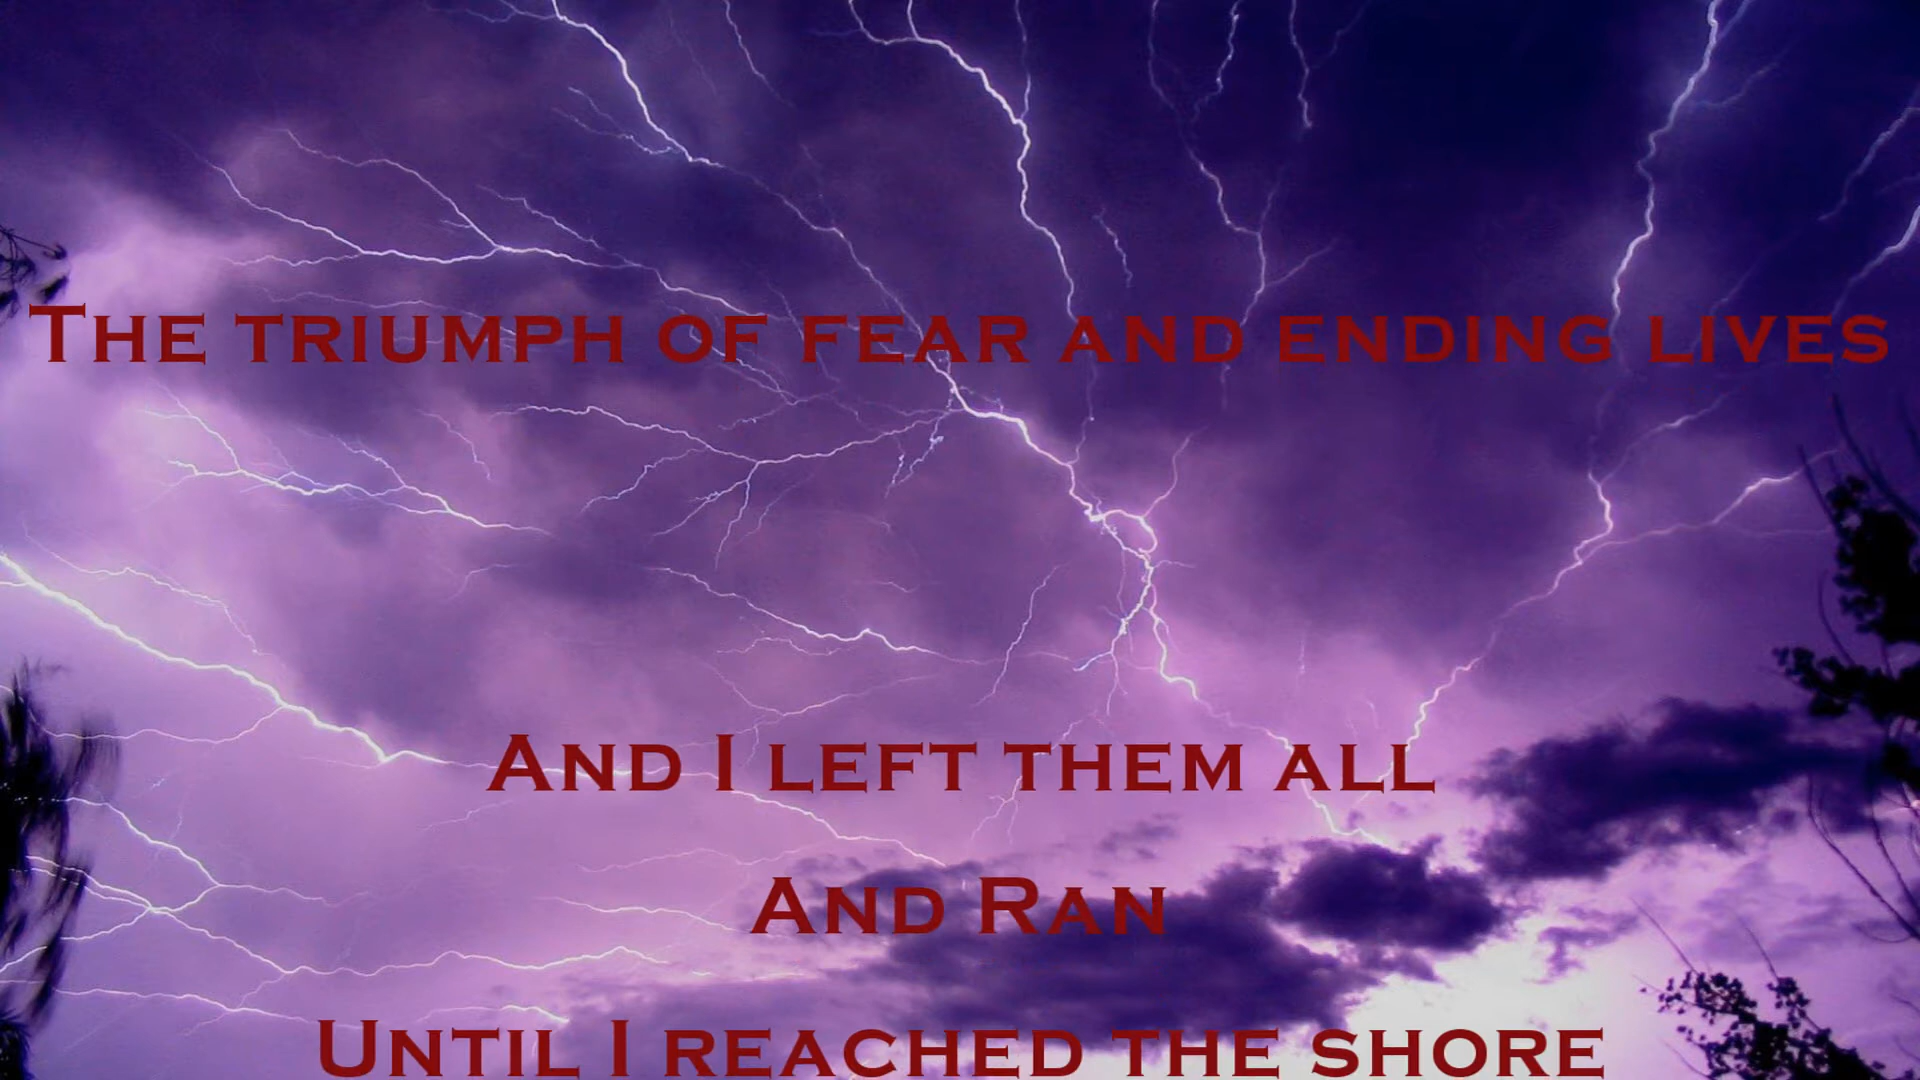 The triumph of fear and ending lives
And I left them all
And Ran
Until I reached the shore